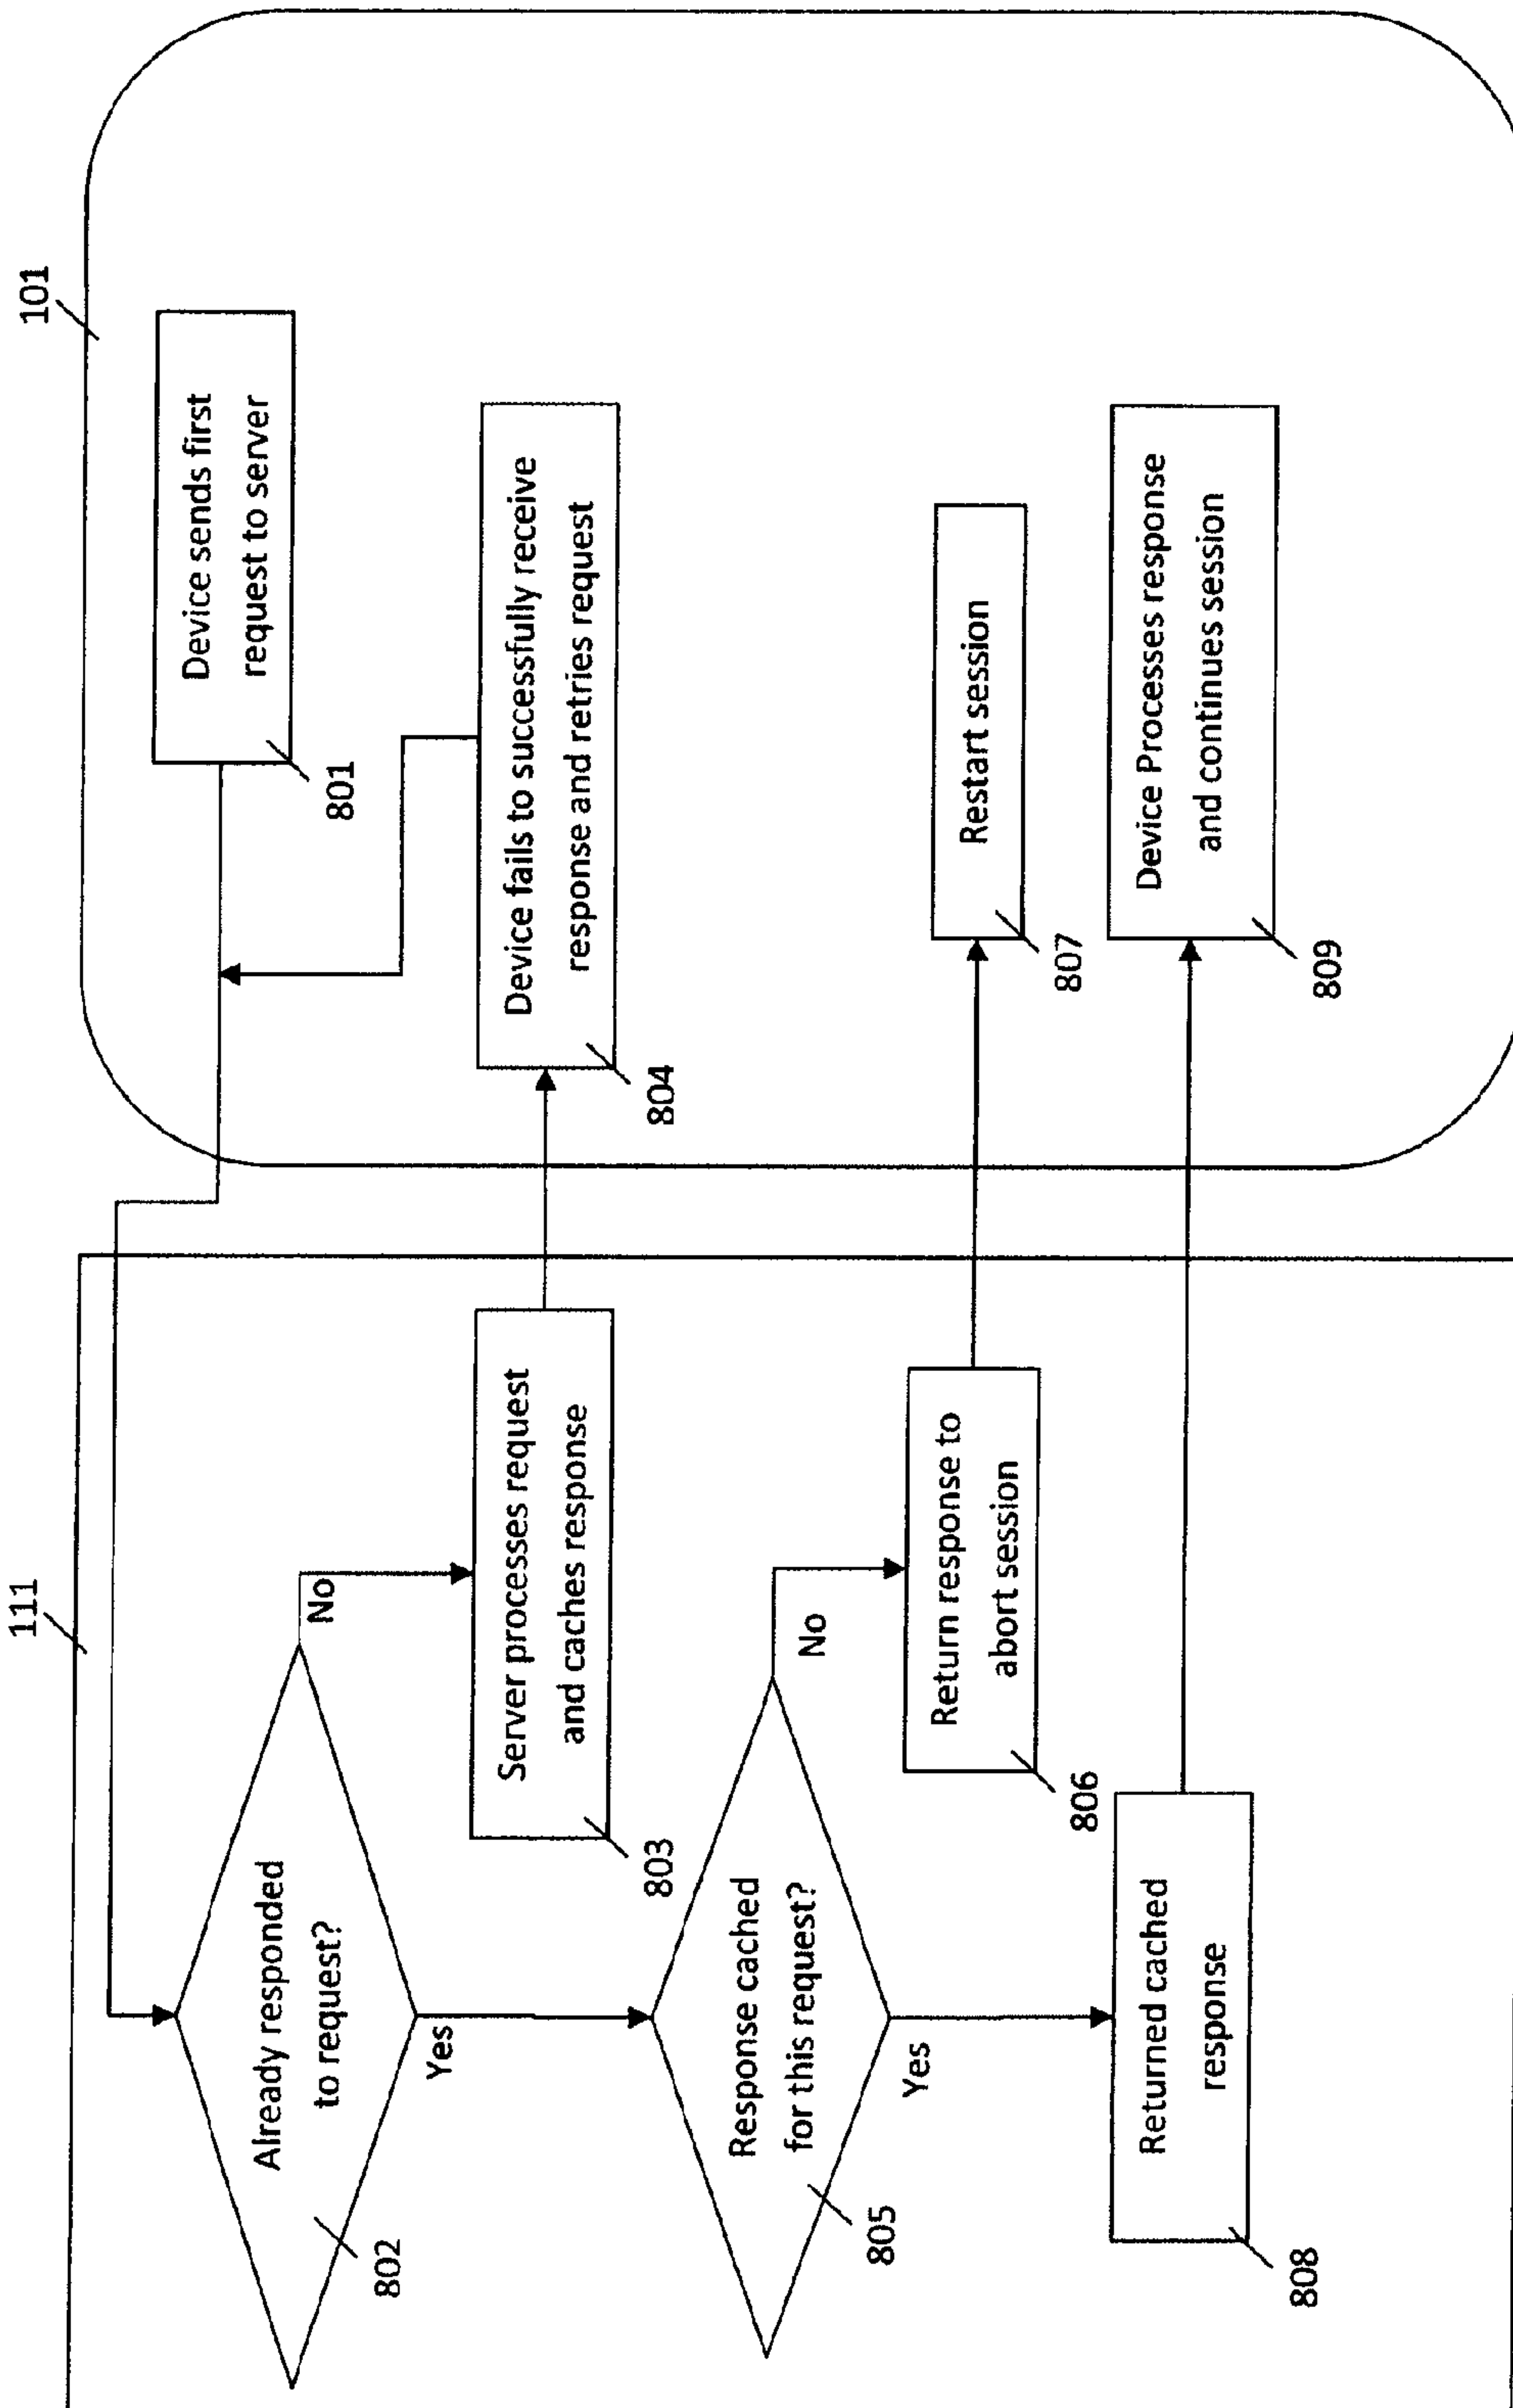 111
101
Device sends first
request to server
801
Already responded
to request?
802
No
Yes
Server processes request
and caches response
803
Device fails to successfully receive
response and retries request
804
Response cached
for this request?
805
No
Yes
Return response to
abort session
806
Restart session
807
Returned cached
response
808
Device Processes response
and continues session
809